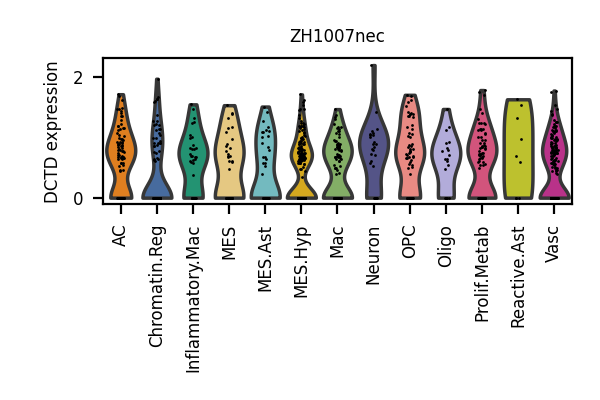 ZH1007nec
DCTD expression
2
0
AC
Chromatin.Reg
Inflammatory.Mac
MES
MES.Ast
MES.Hyp
Mac
Neuron
OPC
Oligo
Prolif.Metab
Reactive.Ast
Vasc